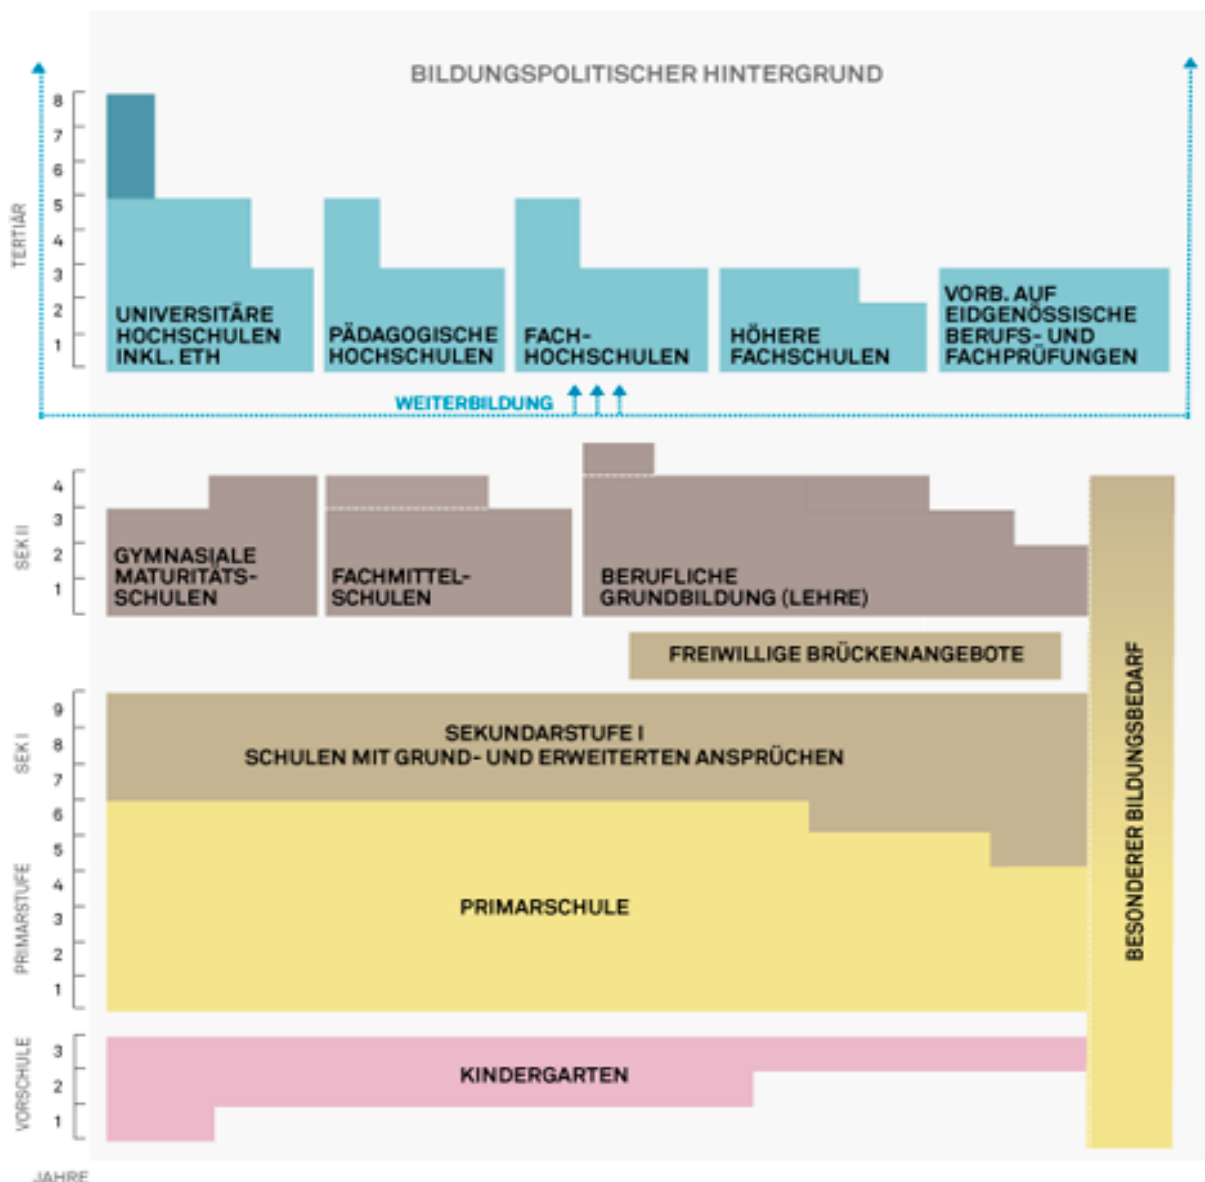 BILDUNGSPOLITISCHER HINTERGRUND
TERTIÄR
8
7
6
5
4
3
2
1
UNIVERSITÄRE
HOCHSCHULEN
INKL. ETH
PÄDAGOGISCHE
HOCHSCHULEN
FACH-
HOCHSCHULEN
HÖHERE
FACHSCHULEN
VORB. AUF
EIDGENÖSSISCHE
BERUFS- UND
FACHPRÜFUNGEN
WEITERBILDUNG
SEK II
4
3
2
1
GYMNASIALE
MATURITÄTS-
SCHULEN
FACHMITTEL-
SCHULEN
BERUFLICHE
GRUNDBILDUNG (LEHRE)
FREIWILLIGE BRÜCKENANGEBOTE
SEK I
9
8
7
SEKUNDARSTUFE I
SCHULEN MIT GRUND- UND ERWEITERTEN ANSPRÜCHEN
PRIMARSTUFE
6
5
4
3
2
1
PRIMARSCHULE
BESONDERER BILDUNGSBEDARF
VORSCHULE
3
2
1
KINDERGARTEN
JAHRE